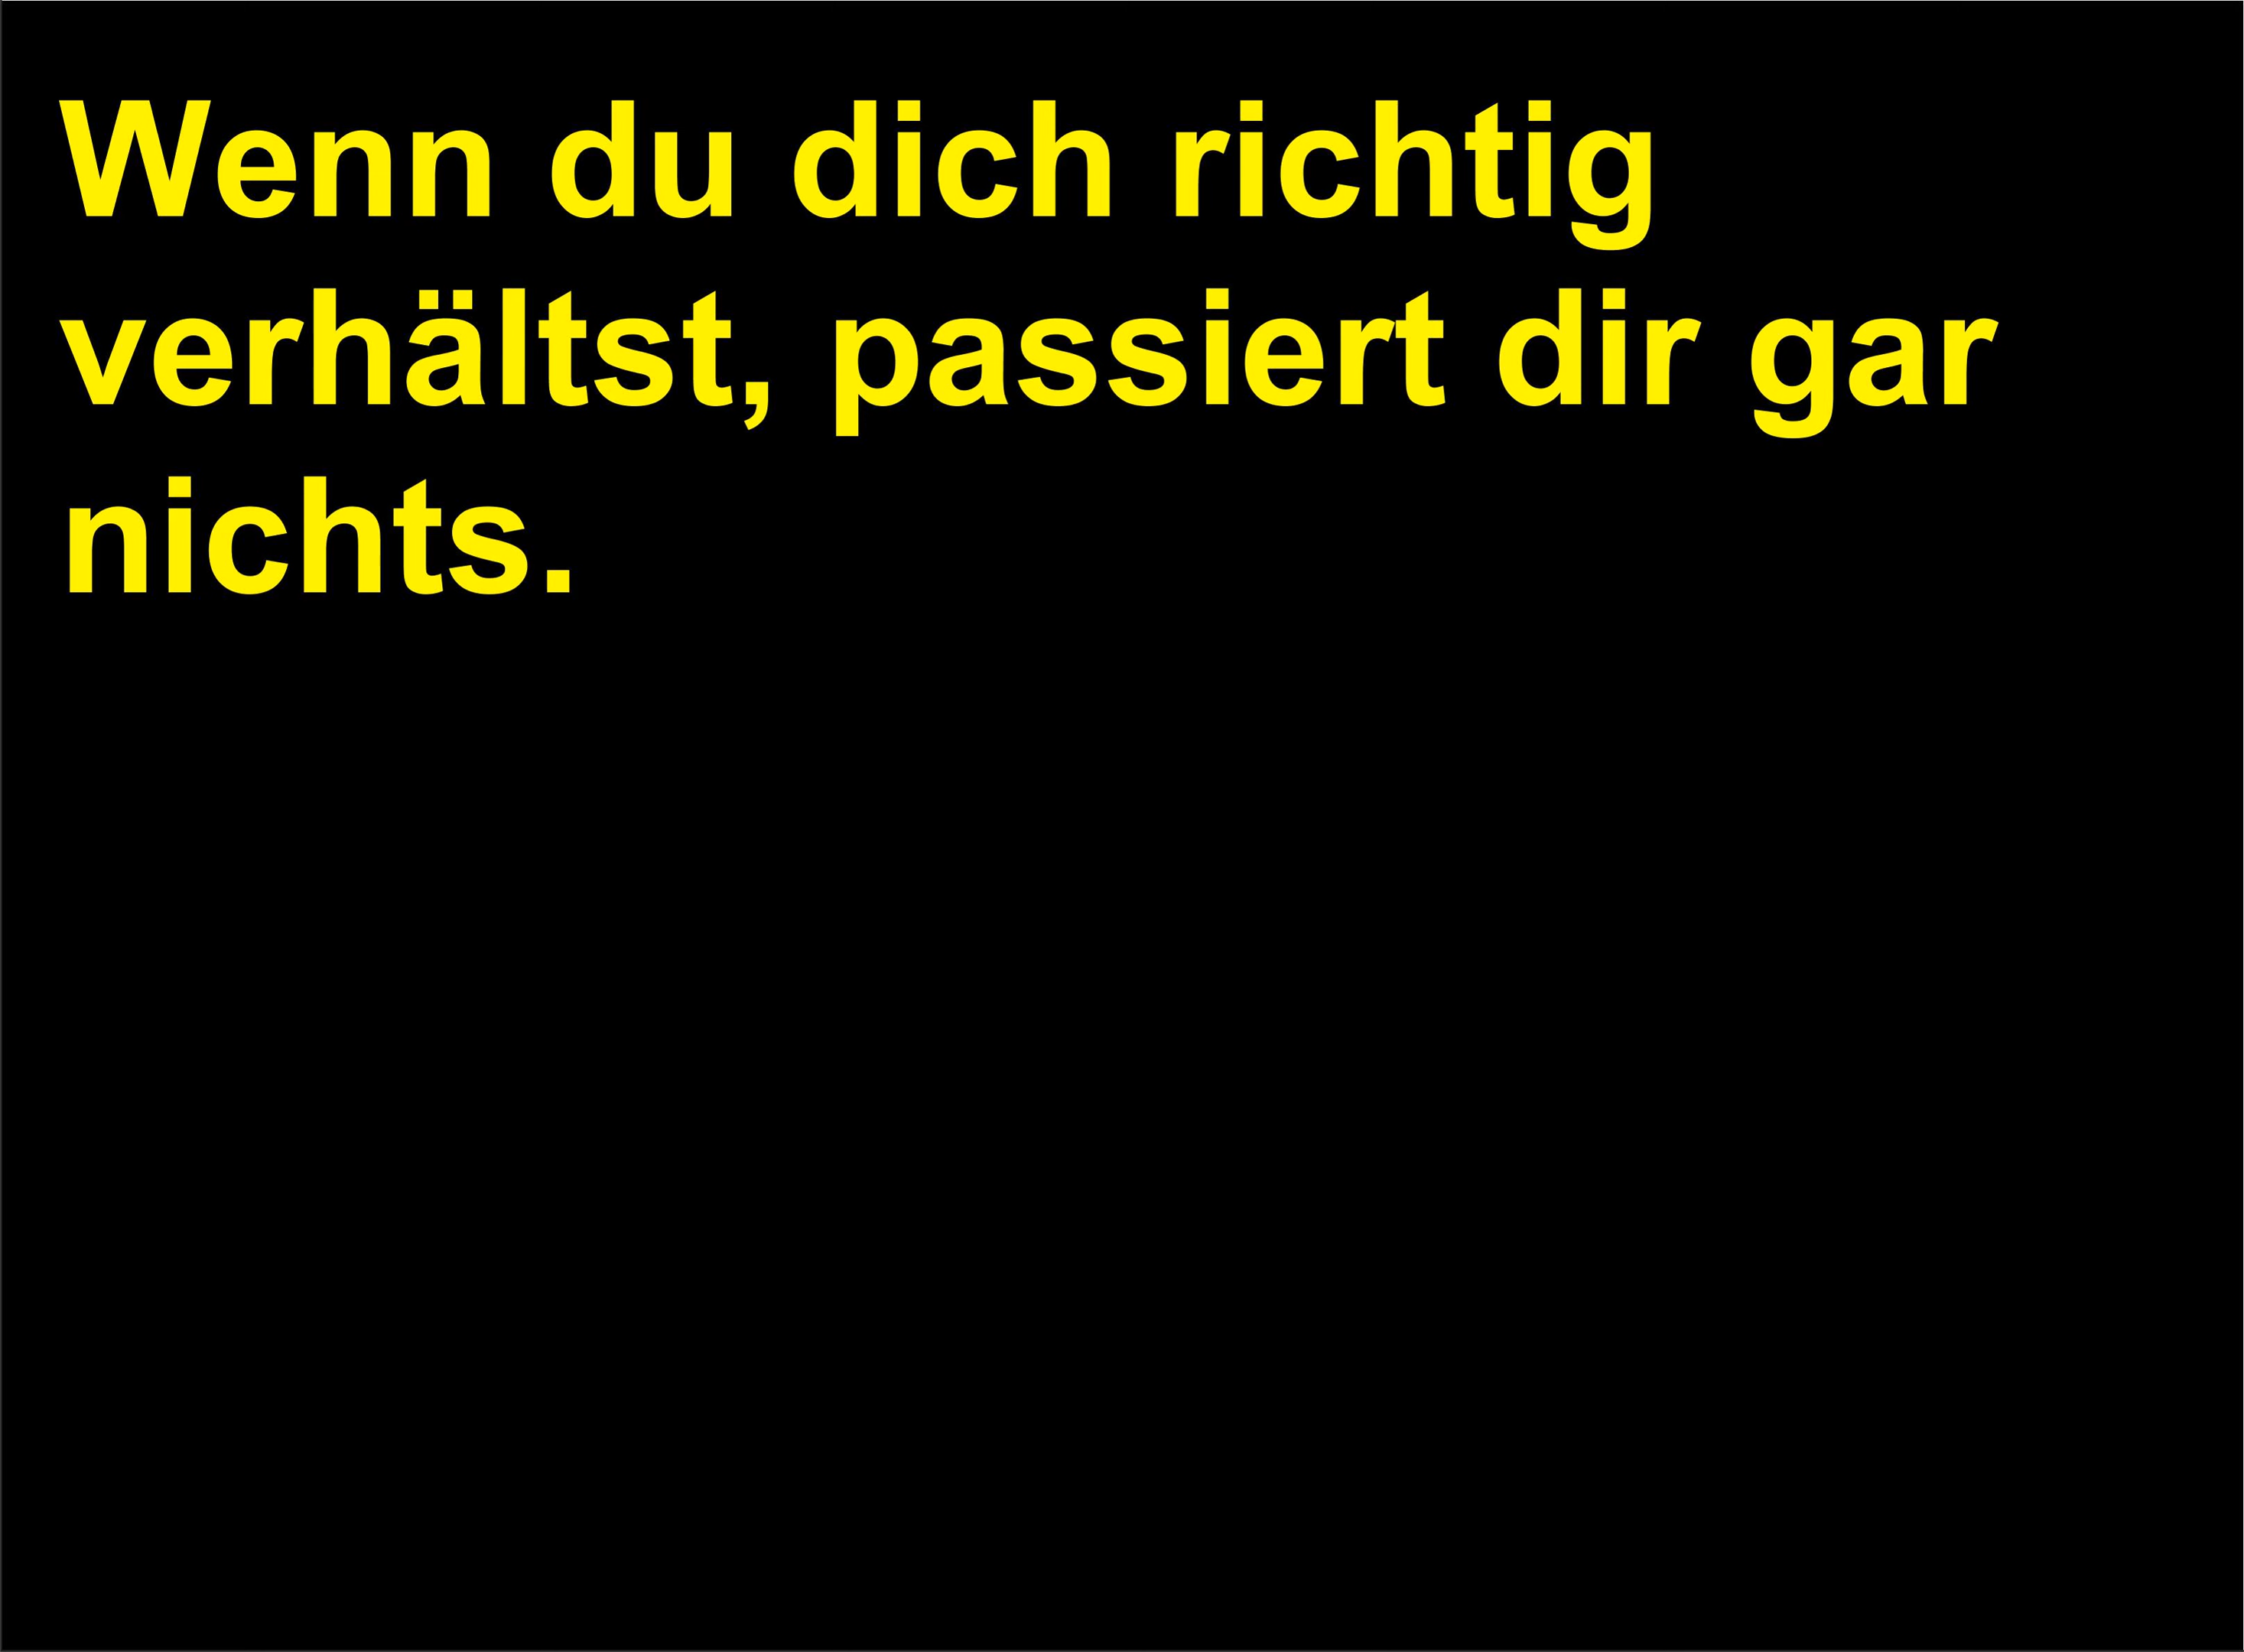 Wenn du dich richtig
verhältst, passiert dir gar
nichts.